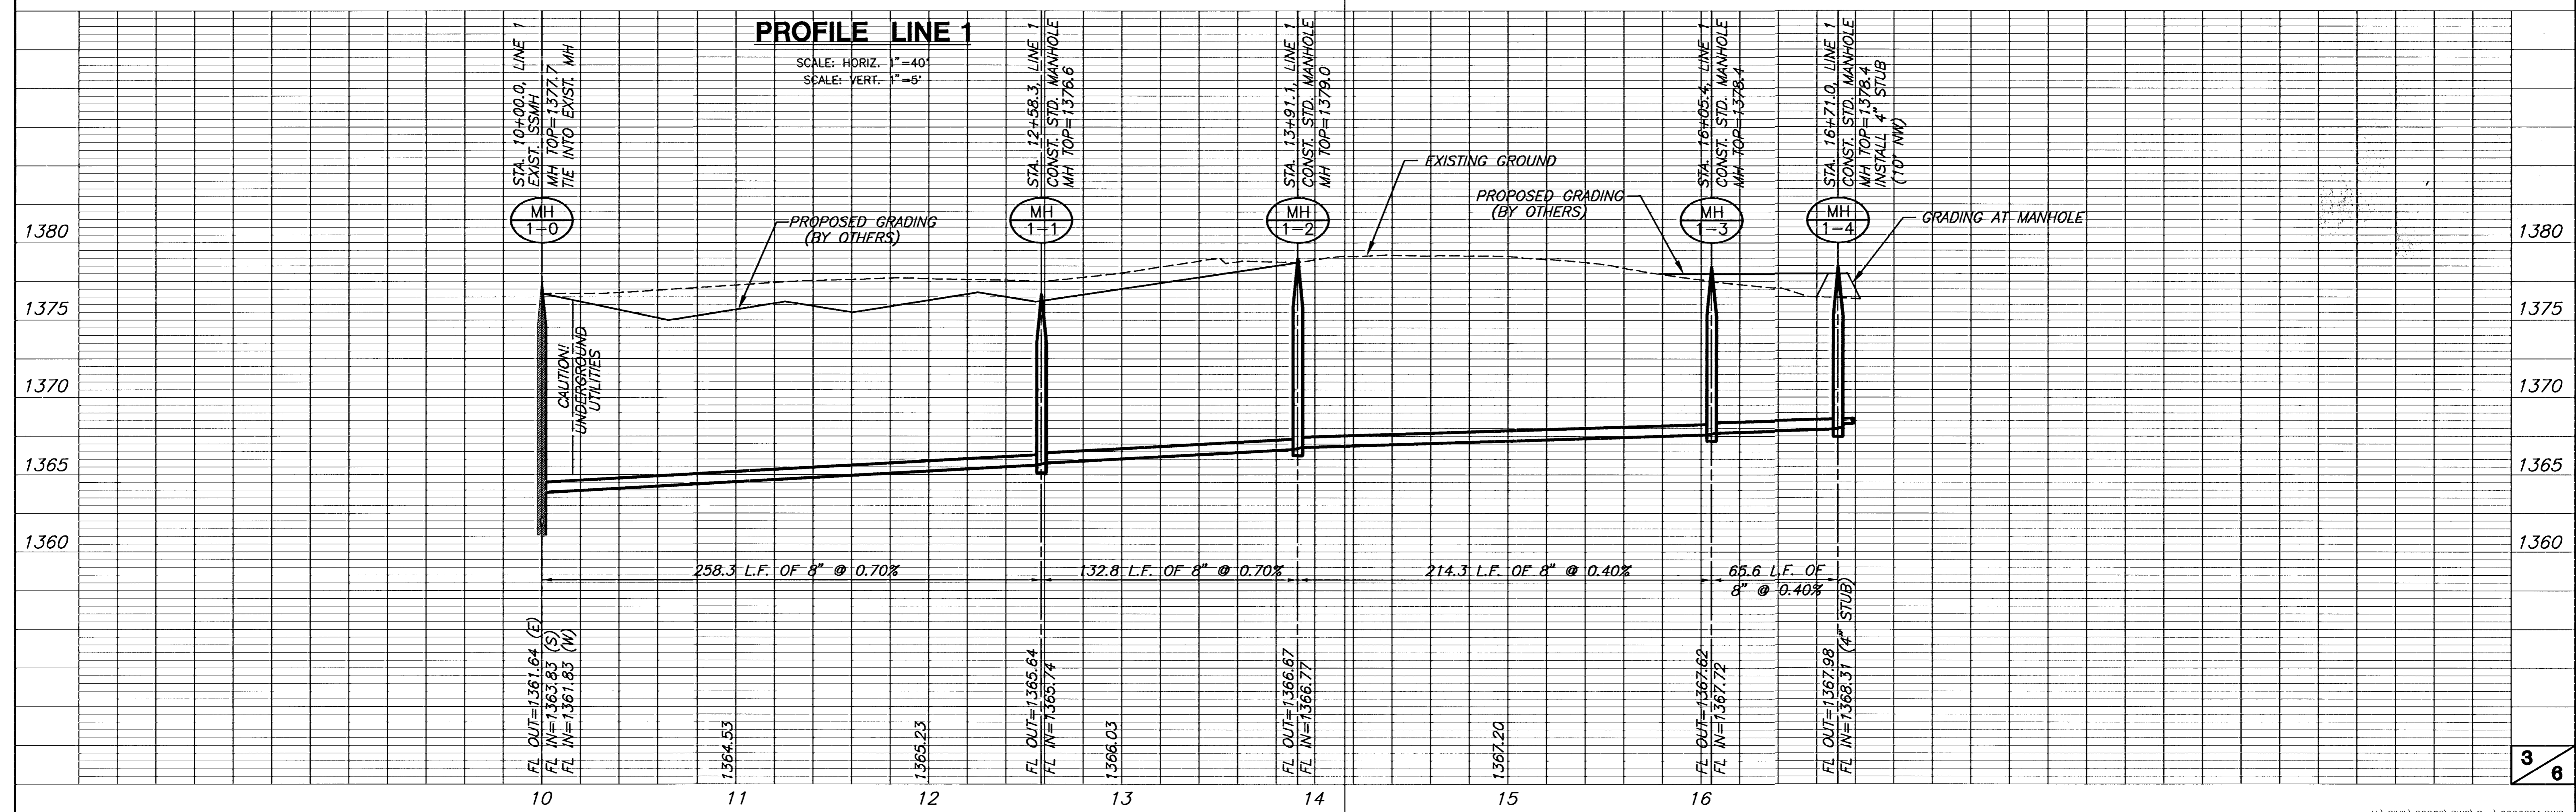 PROFILE LINE 1
SCALE: HORIZ. 1"=40'
SCALE: VERT. 1"=5'
STA. 10+00.0, LINE 1
EXIST. SSMH
MH TOP=1377.7
TIE INTO EXIST. MH
STA. 12+58.3, LINE 1
CONST. STD. MANHOLE
MH TOP=1376.6
STA. 13+91.1, LINE 1
CONST. STD. MANHOLE
MH TOP=1379.0
STA. 16+05.4, LINE 1
CONST. STD. MANHOLE
MH TOP=1378.4
STA. 16+71.0, LINE 1
CONST. STD. MANHOLE
MH TOP=1378.4
INSTALL 4" STUB
(10' NW)
MH
1-0
MH
1-1
MH
1-2
MH
1-3
MH
1-4
EXISTING GROUND
PROPOSED GRADING
(BY OTHERS)
PROPOSED GRADING
(BY OTHERS)
GRADING AT MANHOLE
1380
1375
1370
1365
1360
1380
1375
1370
1365
1360
CAUTION!
UNDERGROUND
UTILITIES
258.3 L.F. OF 8" @ 0.70%
132.8 L.F. OF 8" @ 0.70%
214.3 L.F. OF 8" @ 0.40%
65.6 L.F. OF
8" @ 0.40%
FL OUT=1361.64 (E)
FL IN=1363.83 (S)
FL IN=1361.83 (W)
1364.53
1365.23
FL OUT=1365.64
FL IN=1365.74
1366.03
FL OUT=1366.67
FL IN=1366.77
1367.20
FL OUT=1367.62
FL IN=1367.72
FL OUT=1367.98
FL IN=1368.31 (4" STUB)
10
11
12
13
14
15
16
3
6